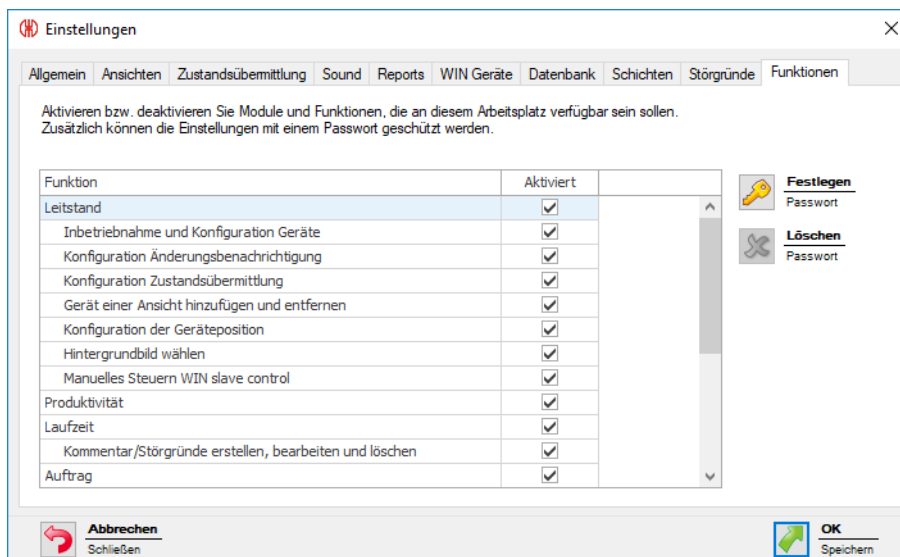 Einstellungen
Allgemein Ansichten Zustandsübermittlung Sound Reports WIN Geräte Datenbank Schichten Störgründe Funktionen
Aktivieren bzw. deaktivieren Sie Module und Funktionen, die an diesem Arbeitsplatz verfügbar sein sollen.
Zusätzlich können die Einstellungen mit einem Passwort geschützt werden.
Funktion Aktiviert
Leitstand
Inbetriebnahme und Konfiguration Geräte
Konfiguration Änderungsbenachrichtigung
Konfiguration Zustandsübermittlung
Gerät einer Ansicht hinzufügen und entfernen
Konfiguration der Geräteposition
Hintergrundbild wählen
Manuelles Steuern WIN slave control
Produktivität
Laufzeit
Kommentar/Störgründe erstellen, bearbeiten und löschen
Auftrag
Festlegen
Passwort
Löschen
Passwort
Abbrechen
Schließen
OK
Speichern